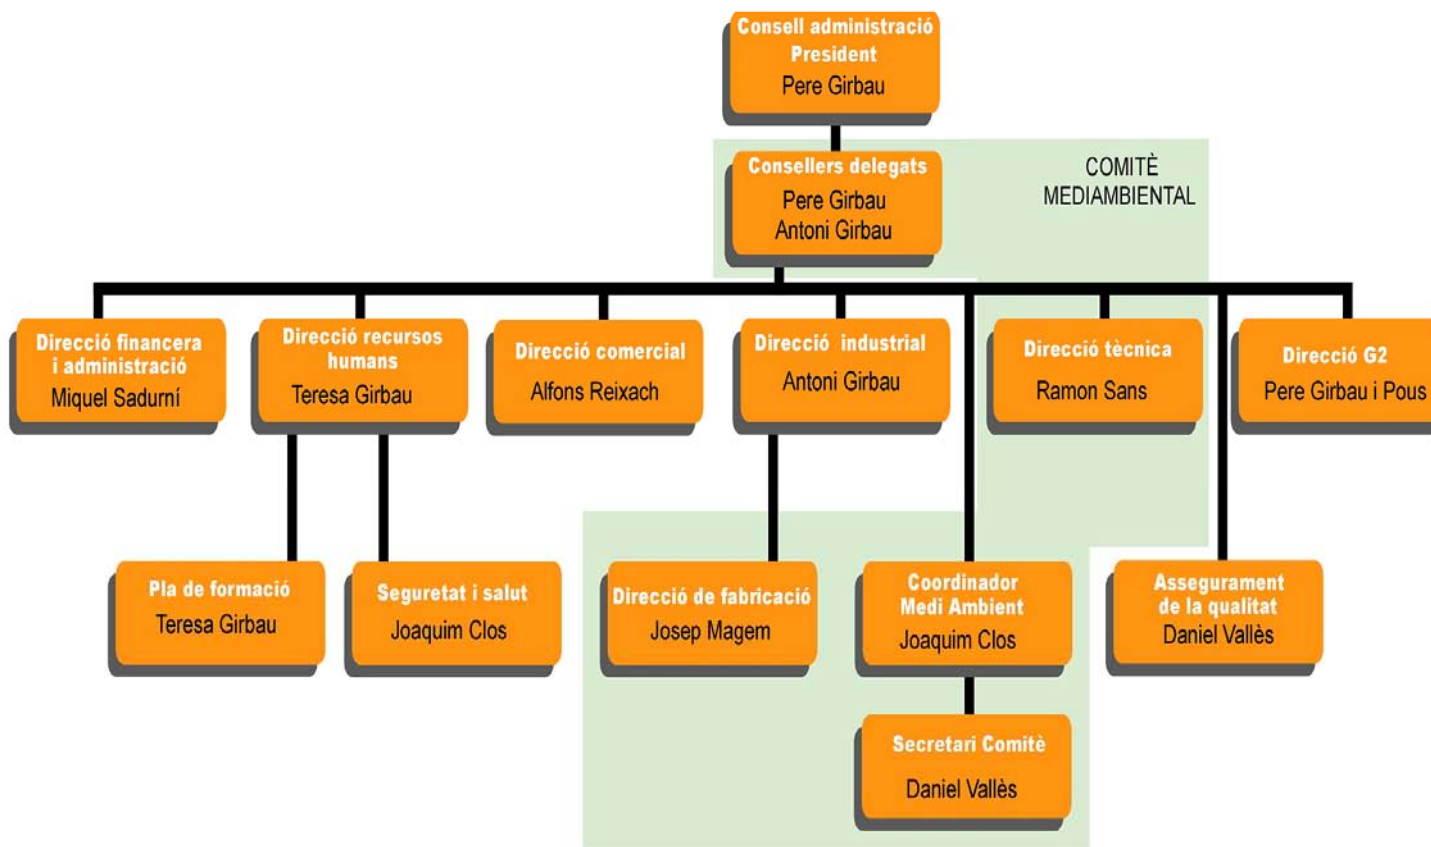 Consell administració
President
Pere Girbau
Consellers delegats
Pere Girbau
Antoni Girbau
COMITÈ
MEDIAMBIENTAL
Direcció financera
i administració
Miquel Sadurní
Direcció recursos
humans
Teresa Girbau
Direcció comercial
Alfons Reixach
Direcció industrial
Antoni Girbau
Direcció tècnica
Ramon Sans
Direcció G2
Pere Girbau i Pous
Pla de formació
Teresa Girbau
Seguretat i salut
Joaquim Clos
Direcció de fabricació
Josep Magem
Coordinador
Medi Ambient
Joaquim Clos
Assegurament
de la qualitat
Daniel Vallès
Secretari Comitè
Daniel Vallès